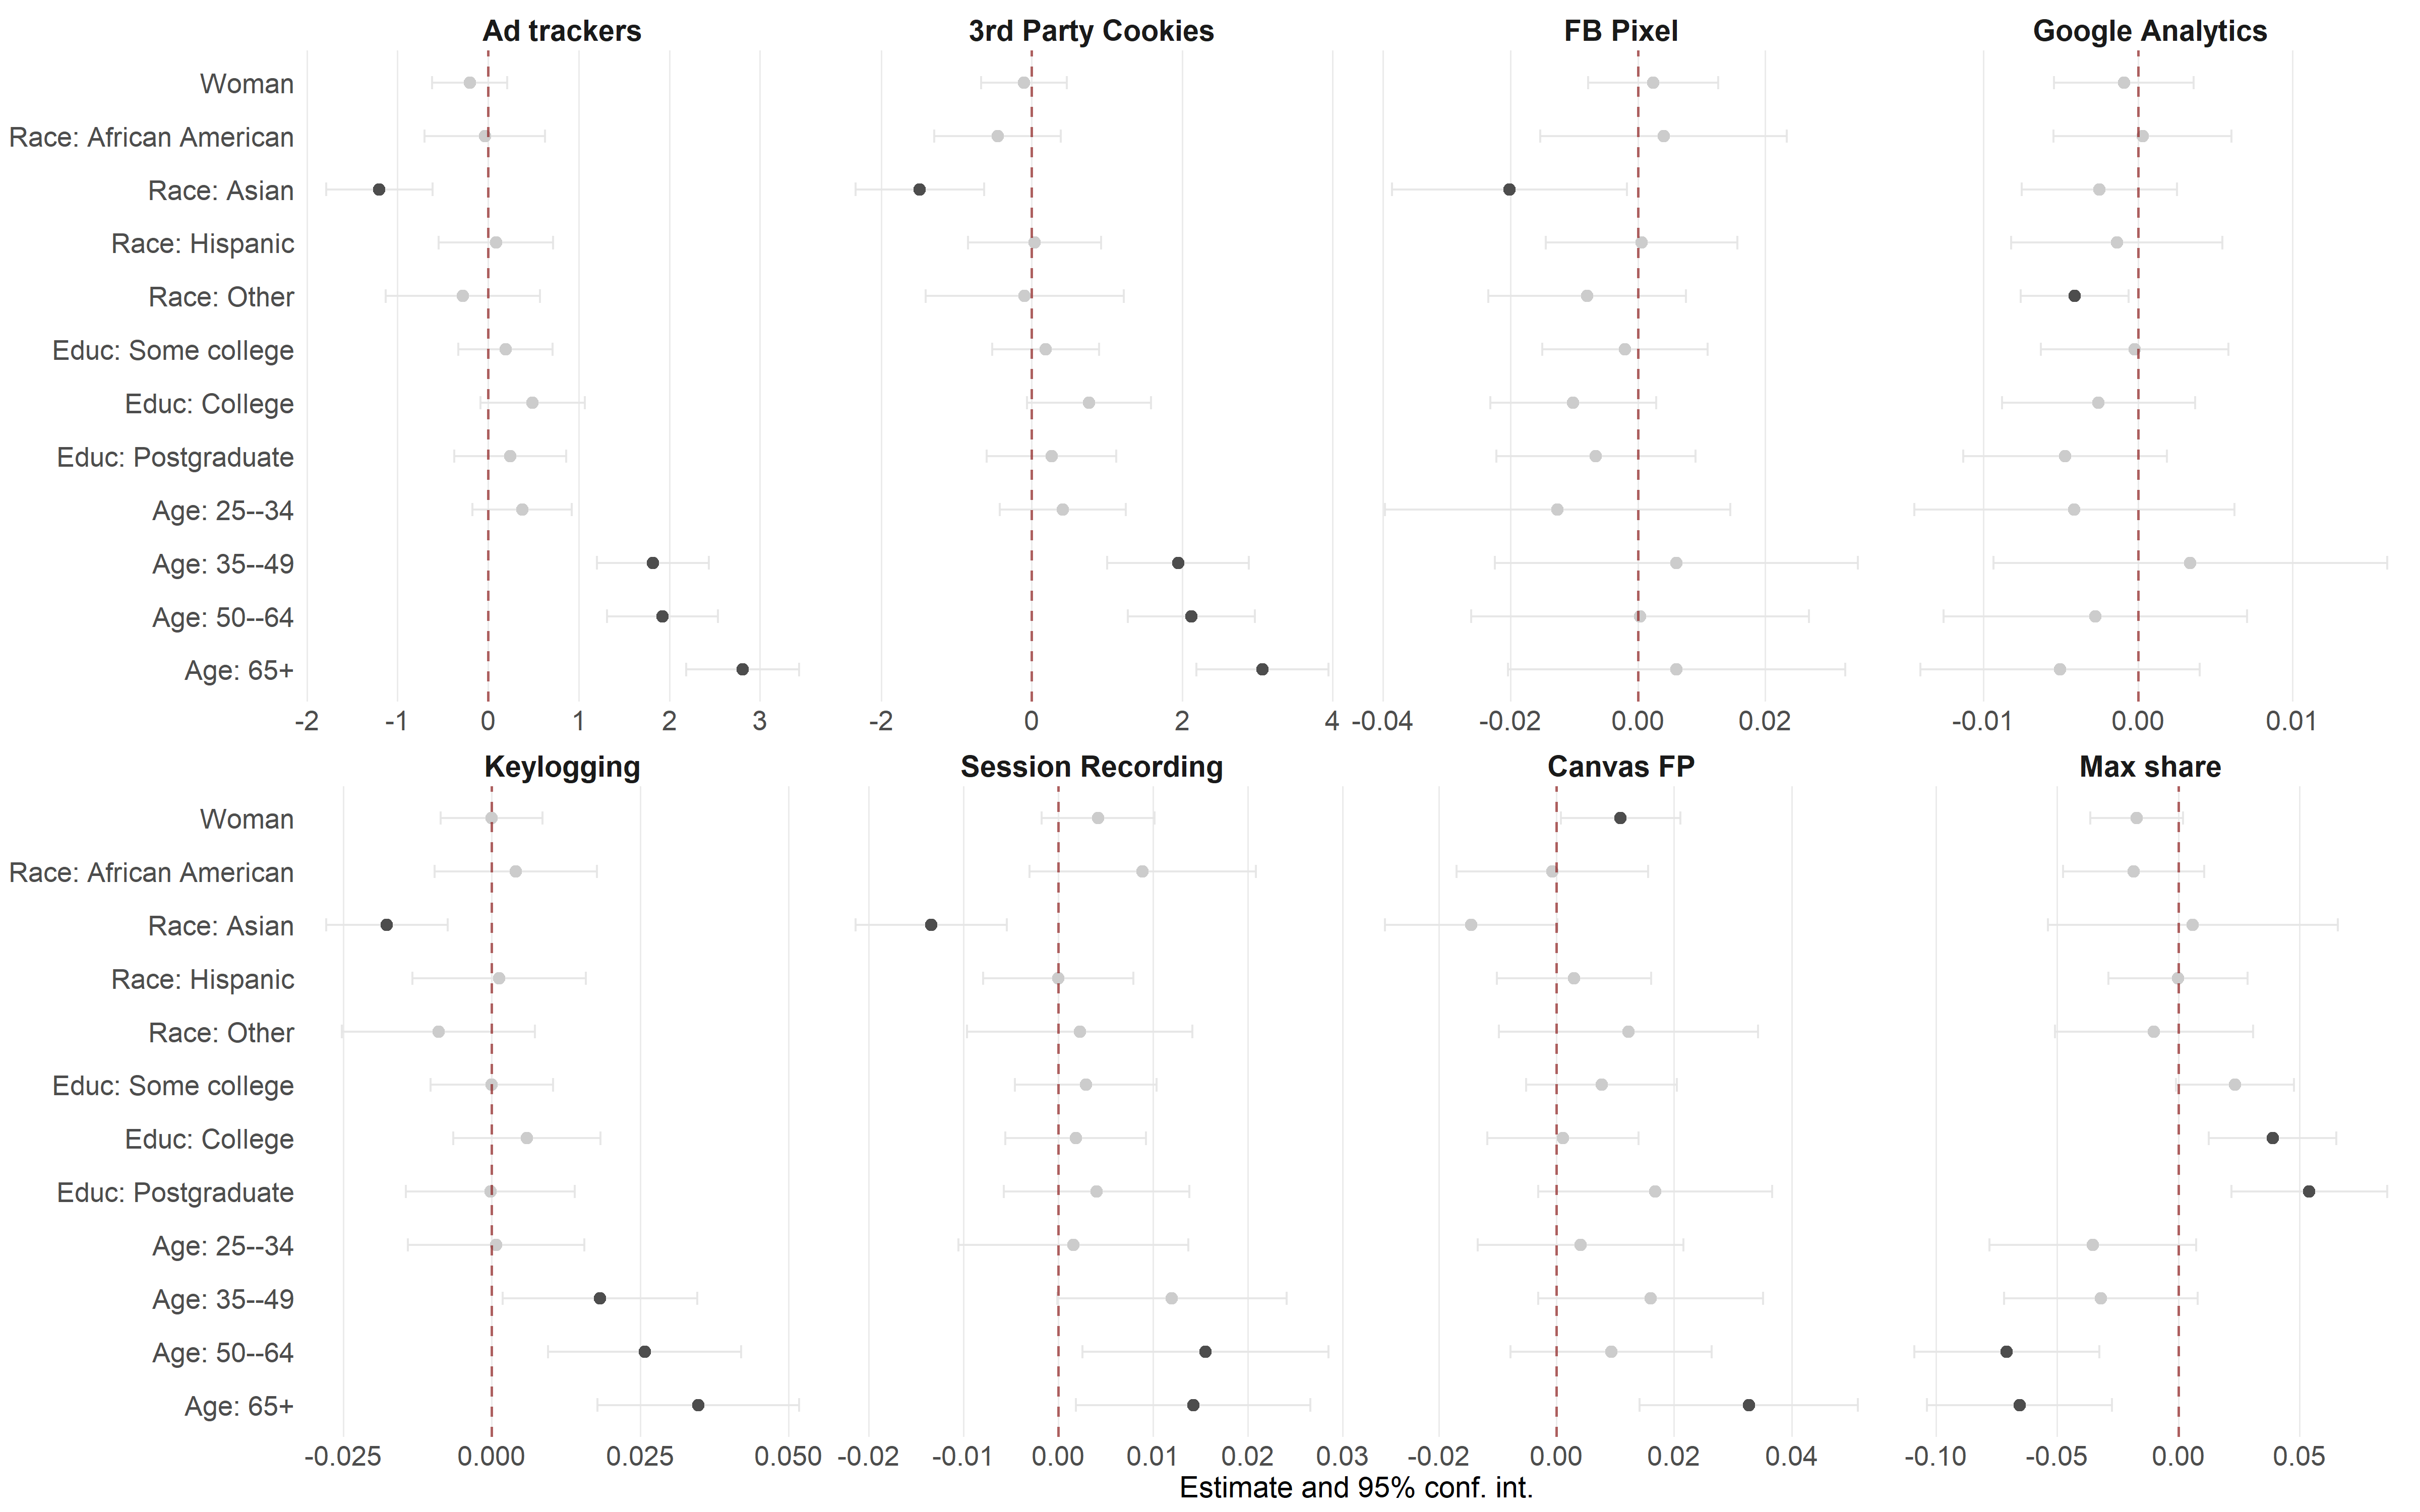 Ad trackers 3rd Party Cookies FB Pixel Google Analytics
Woman
Race: African American
Race: Asian
Race: Hispanic
Race: Other
Educ: Some college
Educ: College
Educ: Postgraduate
Age: 25--34
Age: 35--49
Age: 50--64
Age: 65+
-2 -1 0 1 2 3 -2 0 2 4 -0.04 -0.02 0.00 0.02 -0.01 0.00 0.01
Keylogging Session Recording Canvas FP Max share
Woman
Race: African American
Race: Asian
Race: Hispanic
Race: Other
Educ: Some college
Educ: College
Educ: Postgraduate
Age: 25--34
Age: 35--49
Age: 50--64
Age: 65+
-0.025 0.000 0.025 0.050 -0.02 -0.01 0.00 0.01 0.02 0.03 -0.02 0.00 0.02 0.04 -0.10 -0.05 0.00 0.05
Estimate and 95% conf. int.